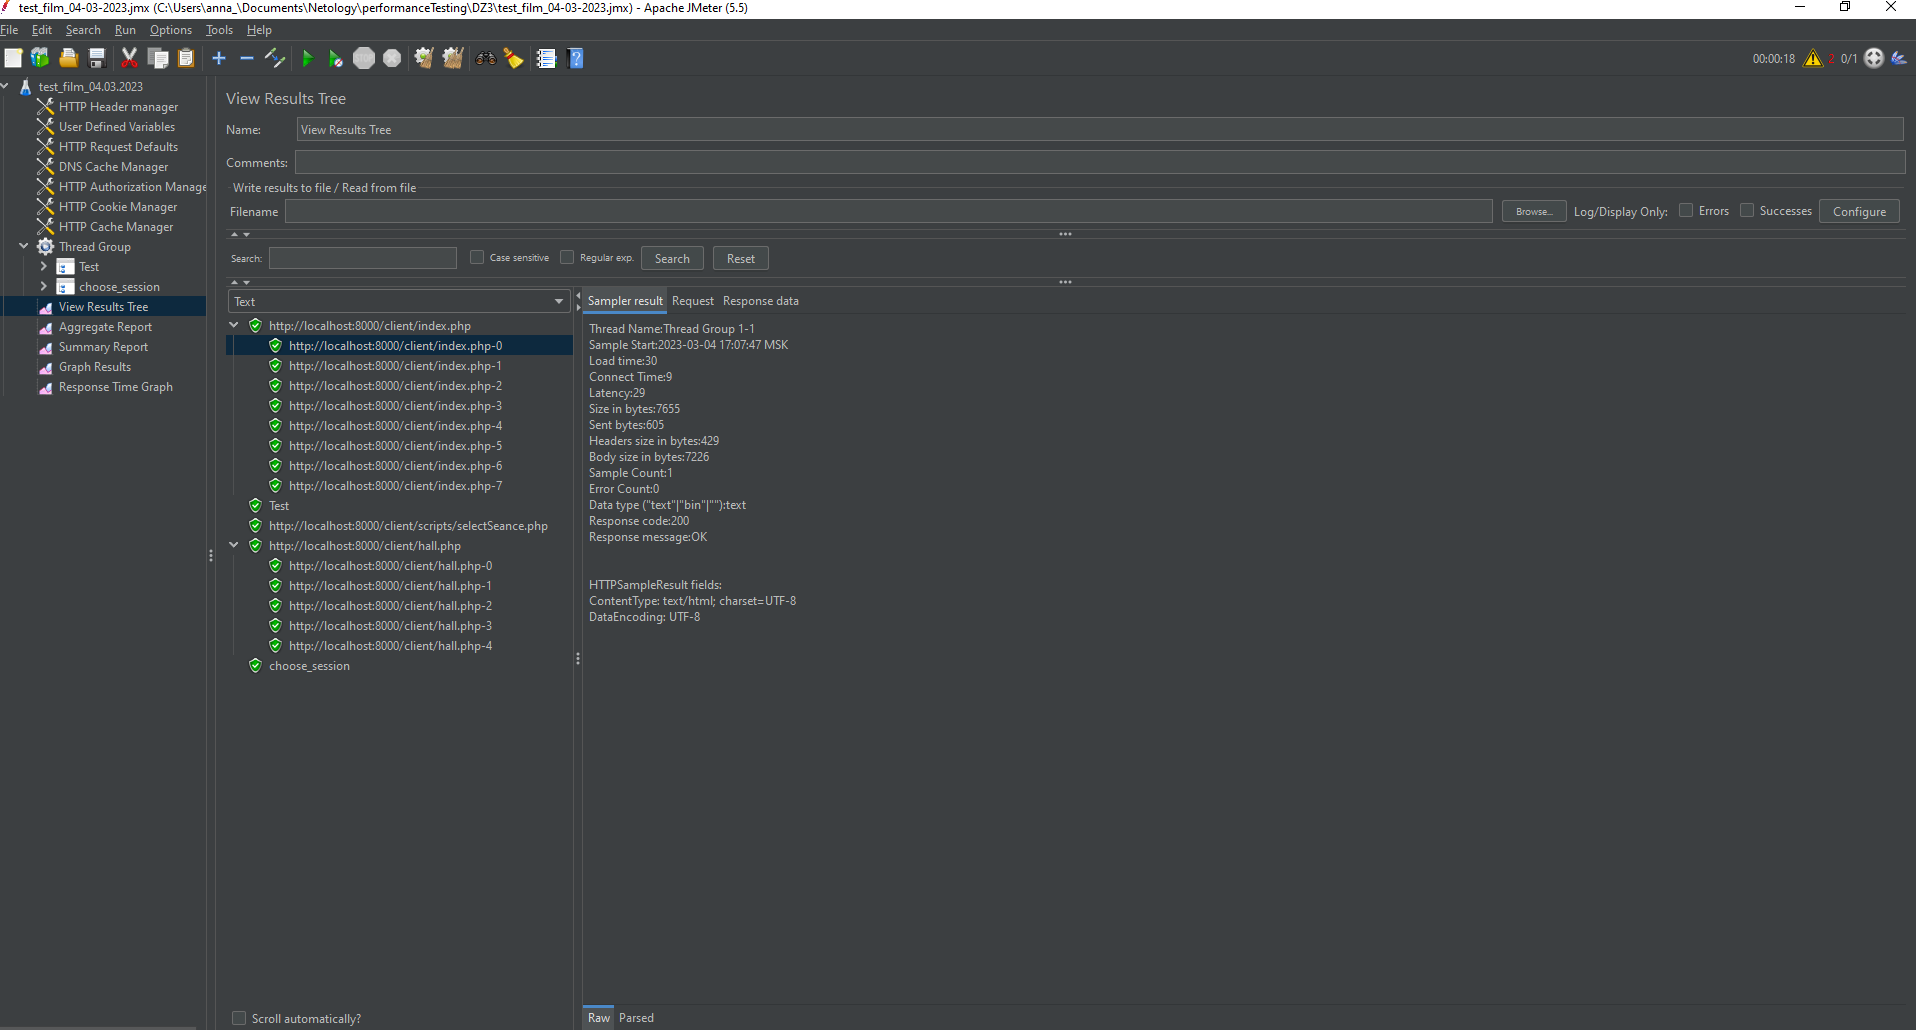 test_film_04-03-2023.jmx (C:\Users\anna_\Documents\Netology\performanceTesting\DZ3\test_film_04-03-2023.jmx) - Apache JMeter (5.5)
File Edit Search Run Options Tools Help
00:00:18 2 0/1
test_film_04.03.2023
HTTP Header manager
User Defined Variables
HTTP Request Defaults
DNS Cache Manager
HTTP Authorization Manage
HTTP Cookie Manager
HTTP Cache Manager
Thread Group
Test
choose_session
View Results Tree
Aggregate Report
Summary Report
Graph Results
Response Time Graph
View Results Tree
Name: View Results Tree
Comments:
Write results to file / Read from file
Filename Browse... Log/Display Only: Errors Successes Configure
Search: Case sensitive Regular exp. Search Reset
Text
http://localhost:8000/client/index.php
http://localhost:8000/client/index.php-0
http://localhost:8000/client/index.php-1
http://localhost:8000/client/index.php-2
http://localhost:8000/client/index.php-3
http://localhost:8000/client/index.php-4
http://localhost:8000/client/index.php-5
http://localhost:8000/client/index.php-6
http://localhost:8000/client/index.php-7
Test
http://localhost:8000/client/scripts/selectSeance.php
http://localhost:8000/client/hall.php
http://localhost:8000/client/hall.php-0
http://localhost:8000/client/hall.php-1
http://localhost:8000/client/hall.php-2
http://localhost:8000/client/hall.php-3
http://localhost:8000/client/hall.php-4
choose_session
Scroll automatically?
Sampler result Request Response data
Thread Name:Thread Group 1-1
Sample Start:2023-03-04 17:07:47 MSK
Load time:30
Connect Time:9
Latency:29
Size in bytes:7655
Sent bytes:605
Headers size in bytes:429
Body size in bytes:7226
Sample Count:1
Error Count:0
Data type ("text"|"bin"|""):text
Response code:200
Response message:OK
HTTPSampleResult fields:
ContentType: text/html; charset=UTF-8
DataEncoding: UTF-8
Raw Parsed